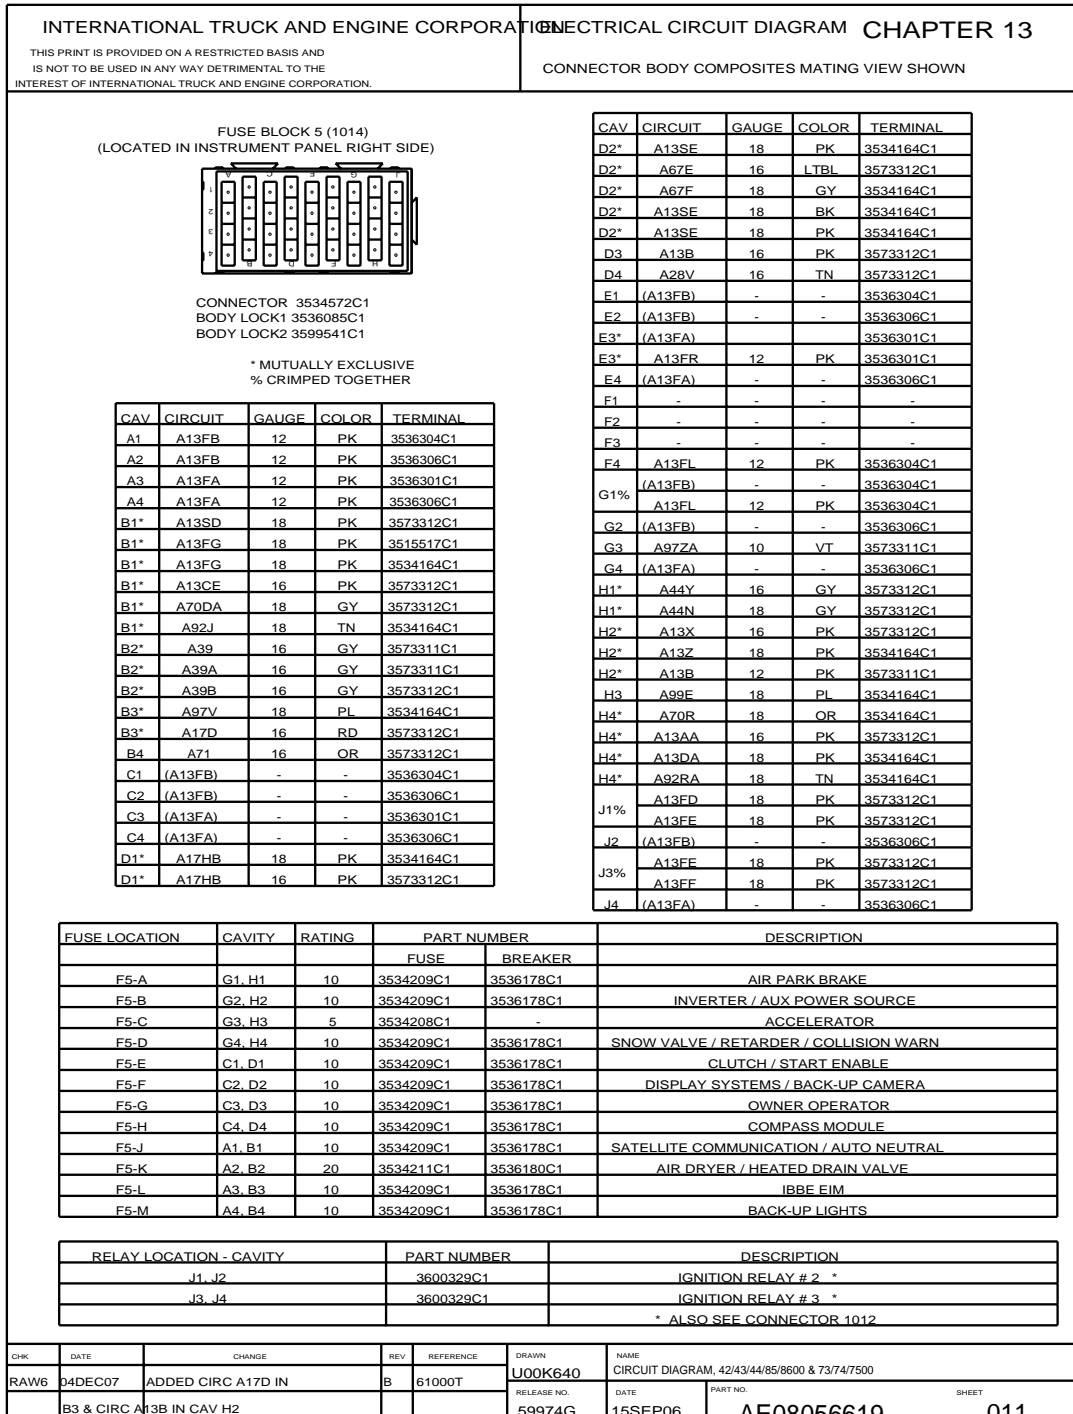 INTERNATIONAL TRUCK AND ENGINE CORPORATION
ELECTRICAL CIRCUIT DIAGRAM CHAPTER 13
THIS PRINT IS PROVIDED ON A RESTRICTED BASIS AND
IS NOT TO BE USED IN ANY WAY DETRIMENTAL TO THE
INTEREST OF INTERNATIONAL TRUCK AND ENGINE CORPORATION.
CONNECTOR BODY COMPOSITES MATING VIEW SHOWN
FUSE BLOCK 5 (1014)
(LOCATED IN INSTRUMENT PANEL RIGHT SIDE)
A C E G J
1
2
3
4
B D F H
CONNECTOR 3534572C1
BODY LOCK1 3536085C1
BODY LOCK2 3599541C1
* MUTUALLY EXCLUSIVE
% CRIMPED TOGETHER
CAV CIRCUIT GAUGE COLOR TERMINAL
A1 A13FB 12 PK 3536304C1
A2 A13FB 12 PK 3536306C1
A3 A13FA 12 PK 3536301C1
A4 A13FA 12 PK 3536306C1
B1* A13SD 18 PK 3573312C1
B1* A13FG 18 PK 3515517C1
B1* A13FG 18 PK 3534164C1
B1* A13CE 16 PK 3573312C1
B1* A70DA 18 GY 3573312C1
B1* A92J 18 TN 3534164C1
B2* A39 16 GY 3573311C1
B2* A39A 16 GY 3573311C1
B2* A39B 16 GY 3573312C1
B3* A97V 18 PL 3534164C1
B3* A17D 16 RD 3573312C1
B4 A71 16 OR 3573312C1
C1 (A13FB) - - 3536304C1
C2 (A13FB) - - 3536306C1
C3 (A13FA) - - 3536301C1
C4 (A13FA) - - 3536306C1
D1* A17HB 18 PK 3534164C1
D1* A17HB 16 PK 3573312C1
CAV CIRCUIT GAUGE COLOR TERMINAL
D2* A13SE 18 PK 3534164C1
D2* A67E 16 LTBL 3573312C1
D2* A67F 18 GY 3534164C1
D2* A13SE 18 BK 3534164C1
D2* A13SE 18 PK 3534164C1
D3 A13B 16 PK 3573312C1
D4 A28V 16 TN 3573312C1
E1 (A13FB) - - 3536304C1
E2 (A13FB) - - 3536306C1
E3* (A13FA) 3536301C1
E3* A13FR 12 PK 3536301C1
E4 (A13FA) - - 3536306C1
F1 - - - -
F2 - - - -
F3 - - - -
F4 A13FL 12 PK 3536304C1
G1% (A13FB) - - 3536304C1
A13FL 12 PK 3536304C1
G2 (A13FB) - - 3536306C1
G3 A97ZA 10 VT 3573311C1
G4 (A13FA) - - 3536306C1
H1* A44Y 16 GY 3573312C1
H1* A44N 18 GY 3573312C1
H2* A13X 16 PK 3573312C1
H2* A13Z 18 PK 3534164C1
H2* A13B 12 PK 3573311C1
H3 A99E 18 PL 3534164C1
H4* A70R 18 OR 3534164C1
H4* A13AA 16 PK 3573312C1
H4* A13DA 18 PK 3534164C1
H4* A92RA 18 TN 3534164C1
J1% A13FD 18 PK 3573312C1
A13FE 18 PK 3573312C1
J2 (A13FB) - - 3536306C1
J3% A13FE 18 PK 3573312C1
A13FF 18 PK 3573312C1
J4 (A13FA) - - 3536306C1
FUSE LOCATION CAVITY RATING PART NUMBER DESCRIPTION
FUSE BREAKER
F5-A G1, H1 10 3534209C1 3536178C1 AIR PARK BRAKE
F5-B G2, H2 10 3534209C1 3536178C1 INVERTER / AUX POWER SOURCE
F5-C G3, H3 5 3534208C1 - ACCELERATOR
F5-D G4, H4 10 3534209C1 3536178C1 SNOW VALVE / RETARDER / COLLISION WARN
F5-E C1, D1 10 3534209C1 3536178C1 CLUTCH / START ENABLE
F5-F C2, D2 10 3534209C1 3536178C1 DISPLAY SYSTEMS / BACK-UP CAMERA
F5-G C3, D3 10 3534209C1 3536178C1 OWNER OPERATOR
F5-H C4, D4 10 3534209C1 3536178C1 COMPASS MODULE
F5-J A1, B1 10 3534209C1 3536178C1 SATELLITE COMMUNICATION / AUTO NEUTRAL
F5-K A2, B2 20 3534211C1 3536180C1 AIR DRYER / HEATED DRAIN VALVE
F5-L A3, B3 10 3534209C1 3536178C1 IBBE EIM
F5-M A4, B4 10 3534209C1 3536178C1 BACK-UP LIGHTS
RELAY LOCATION - CAVITY PART NUMBER DESCRIPTION
J1, J2 3600329C1 IGNITION RELAY # 2 *
J3, J4 3600329C1 IGNITION RELAY # 3 *
* ALSO SEE CONNECTOR 1012
CHK DATE CHANGE REV REFERENCE DRAWN NAME
RAW6 04DEC07 ADDED CIRC A17D IN B 61000T U00K640 CIRCUIT DIAGRAM, 42/43/44/85/8600 & 73/74/7500
RELEASE NO. DATE PART NO. SHEET
B3 & CIRC A13B IN CAV H2 59974G 15SEP06 AE08056619 011